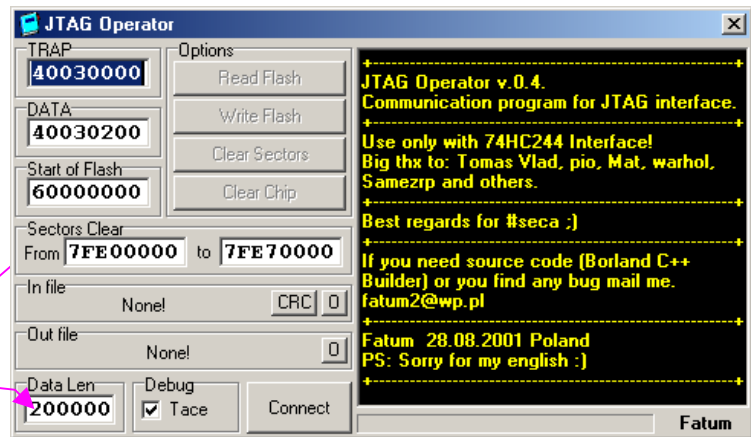 JTAG Operator
TRAP
40030000
DATA
40030200
Start of Flash
60000000
Options
Read Flash
Write Flash
Clear Sectors
Clear Chip
Sectors Clear
From 7FE00000 to 7FE70000
In file
None!
CRC O
Out file
None!
O
Data Len
200000
Debug
Tace
Connect
+----------------------------------------------------+
JTAG Operator v.0.4.
Communication program for JTAG interface.
+----------------------------------------------------+
Use only with 74HC244 Interface!
Big thx to: Tomas Vlad, pio, Mat, warhol,
Samezrp and others.
+----------------------------------------------------+
Best regards for #seca ;)
+----------------------------------------------------+
If you need source code (Borland C++
Builder) or you find any bug mail me.
fatum2@wp.pl
+----------------------------------------------------+
Fatum 28.08.2001 Poland
PS: Sorry for my english :)
+----------------------------------------------------+
Fatum